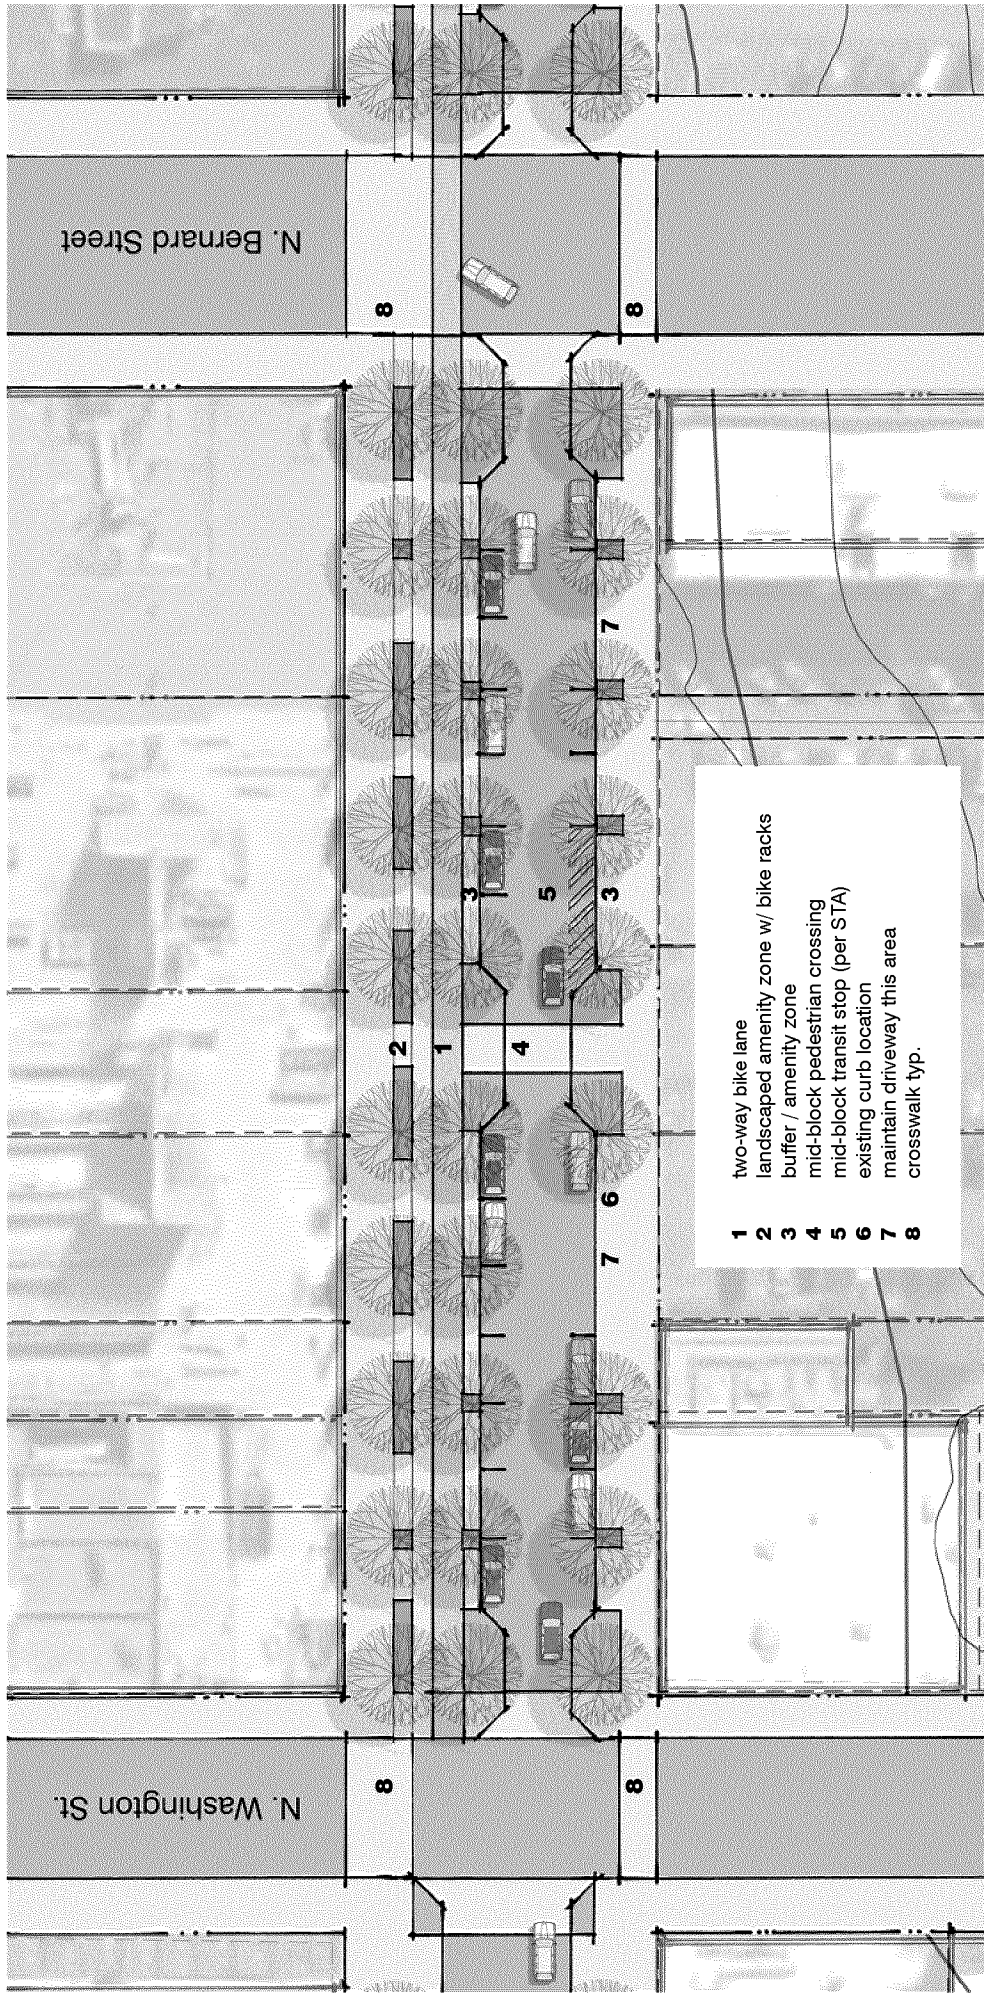 N. Bernard Street
8
8
7
3
5
3
2
1
4
6
7
1 two-way bike lane
2 landscaped amenity zone w/ bike racks
3 buffer / amenity zone
4 mid-block pedestrian crossing
5 mid-block transit stop (per STA)
6 existing curb location
7 maintain driveway this area
8 crosswalk typ.
8
8
N. Washington St.